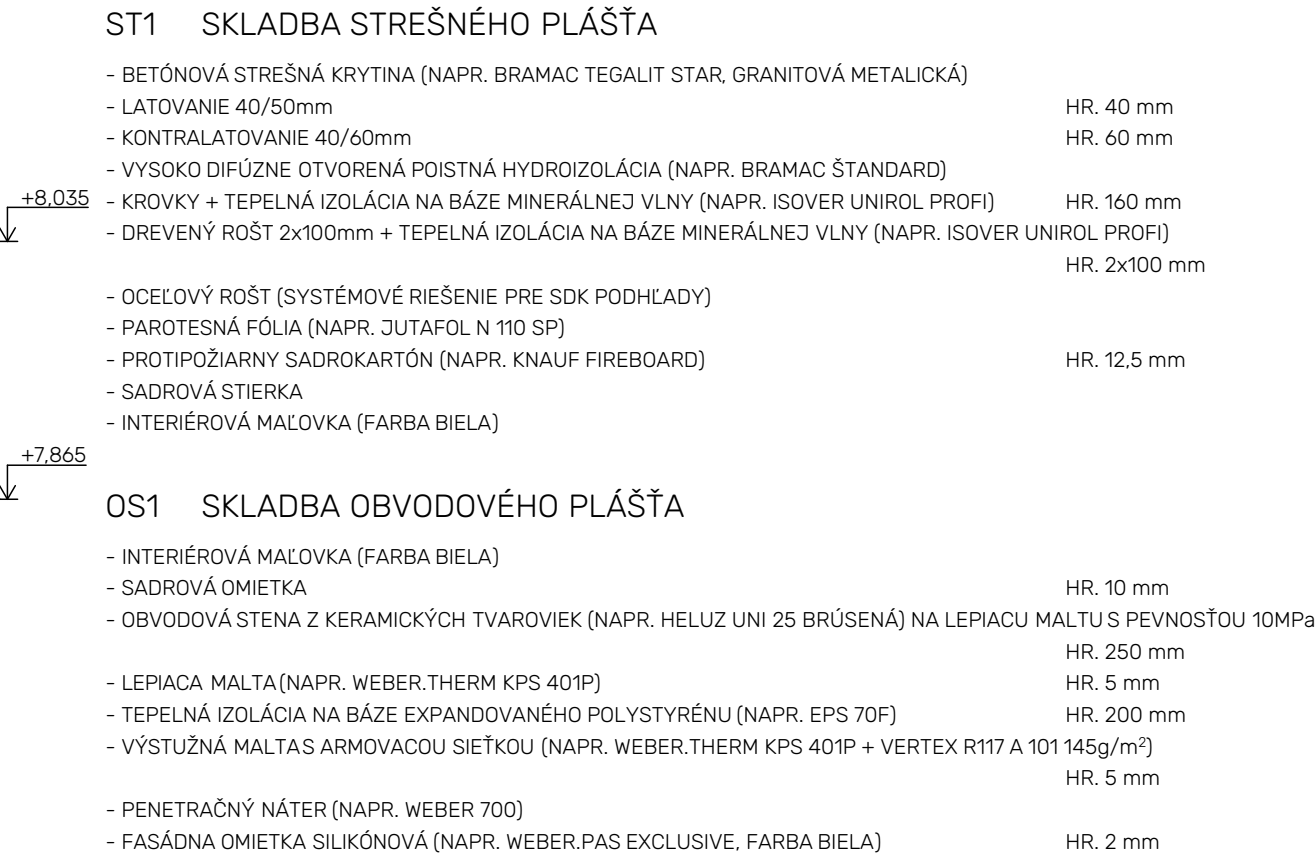 ST1 SKLADBA STREŠNÉHO PLÁŠŤA
- BETÓNOVÁ STREŠNÁ KRYTINA (NAPR. BRAMAC TEGALIT STAR, GRANITOVÁ METALICKÁ)
- LATOVANIE 40/50mm HR. 40 mm
- KONTRALATOVANIE 40/60mm HR. 60 mm
- VYSOKO DIFÚZNE OTVORENÁ POISTNÁ HYDROIZOLÁCIA (NAPR. BRAMAC ŠTANDARD)
+8,035 - KROVKY + TEPELNÁ IZOLÁCIA NA BÁZE MINERÁLNEJ VLNY (NAPR. ISOVER UNIROL PROFI) HR. 160 mm
- DREVENÝ ROŠT 2x100mm + TEPELNÁ IZOLÁCIA NA BÁZE MINERÁLNEJ VLNY (NAPR. ISOVER UNIROL PROFI)
HR. 2x100 mm
- OCEĽOVÝ ROŠT (SYSTÉMOVÉ RIEŠENIE PRE SDK PODHĽADY)
- PAROTESNÁ FÓLIA (NAPR. JUTAFOL N 110 SP)
- PROTIPOŽIARNY SADROKARTÓN (NAPR. KNAUF FIREBOARD) HR. 12,5 mm
- SADROVÁ STIERKA
- INTERIÉROVÁ MAĽOVKA (FARBA BIELA)
+7,865
OS1 SKLADBA OBVODOVÉHO PLÁŠŤA
- INTERIÉROVÁ MAĽOVKA (FARBA BIELA)
- SADROVÁ OMIETKA HR. 10 mm
- OBVODOVÁ STENA Z KERAMICKÝCH TVAROVIEK (NAPR. HELUZ UNI 25 BRÚSENÁ) NA LEPIACU MALTU S PEVNOSŤOU 10MPa
HR. 250 mm
- LEPIACA MALTA (NAPR. WEBER.THERM KPS 401P) HR. 5 mm
- TEPELNÁ IZOLÁCIA NA BÁZE EXPANDOVANÉHO POLYSTYRÉNU (NAPR. EPS 70F) HR. 200 mm
- VÝSTUŽNÁ MALTA S ARMOVACOU SIEŤKOU (NAPR. WEBER.THERM KPS 401P + VERTEX R117 A 101 145g/m²)
HR. 5 mm
- PENETRAČNÝ NÁTER (NAPR. WEBER 700)
- FASÁDNA OMIETKA SILIKÓNOVÁ (NAPR. WEBER.PAS EXCLUSIVE, FARBA BIELA) HR. 2 mm